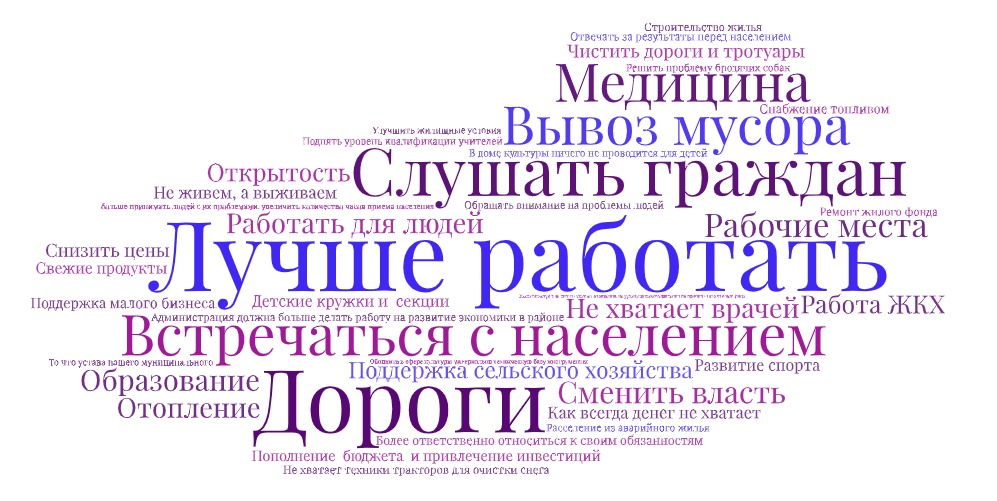 Строительство жилья
Отвечать за результаты перед населением
Чистить дороги и тротуары
Решить проблему бродячих собак
Медицина
Снабжение топливом
Вывоз мусора
Улучшить жилищные условия
Поднять уровень квалификации учителей
В доме культуры ничего не проводится для детей
Слушать граждан
Открытость
Не живем, а выживаем
Больше принимать людей с их проблемами, увеличить количество часов приема населения
Обращать внимание на проблемы людей
Ремонт жилого фонда
Работать для людей
Рабочие места
Лучше работать
Снизить цены
Свежие продукты
Поддержка малого бизнеса
Детские кружки и секции
Не хватает врачей
Работа ЖКХ
Администрация должна больше делать работу на развитие экономики в районе
Встречаться с населением
То что устава нашего муниципального
Поддержка сельского хозяйства
Развитие спорта
Образование
Отопление
Дороги
Сменить власть
Как всегда денег не хватает
Расселение из аварийного жилья
Более ответственно относиться к своим обязанностям
Пополнение бюджета и привлечение инвестиций
Не хватает техники тракторов для очистки снега